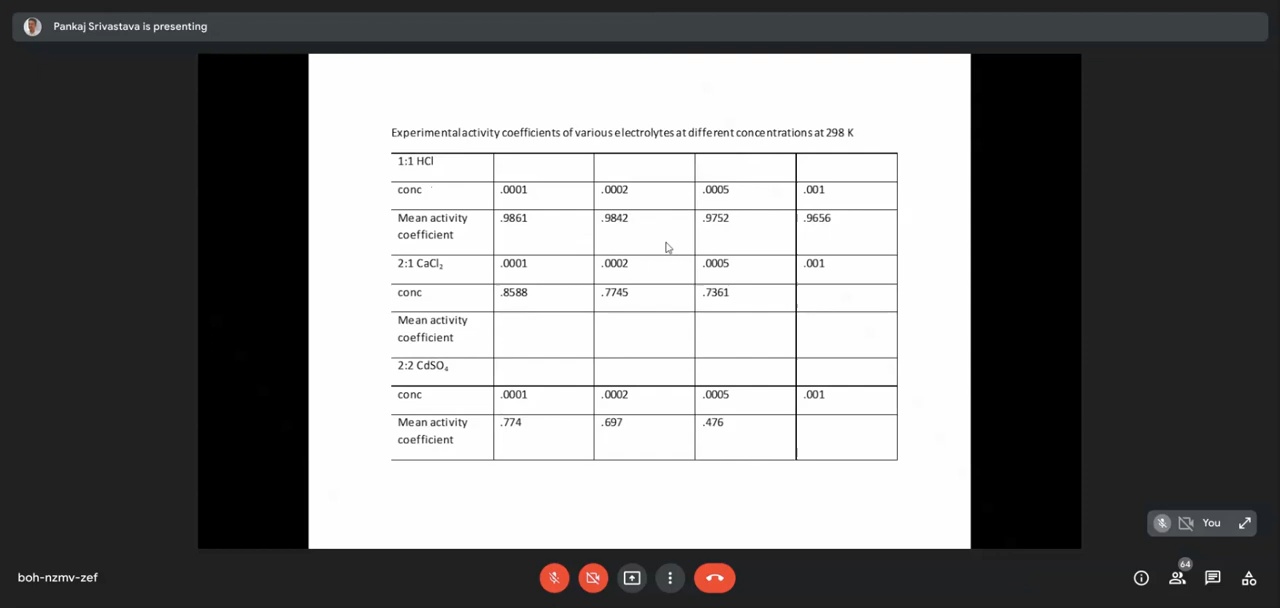 Pankaj Srivastava is presenting
Experimental activity coefficients of various electrolytes at different concentrations at 298 K
1:1 HCl
conc .0001 .0002 .0005 .001
Mean activity .9861 .9842 .9752 .9656
coefficient
2:1 CaCl₂ .0001 .0002 .0005 .001
conc .8588 .7745 .7361
Mean activity
coefficient
2:2 CdSO₄
conc .0001 .0002 .0005 .001
Mean activity .774 .697 .476
coefficient
You
boh-nzmv-zef
64